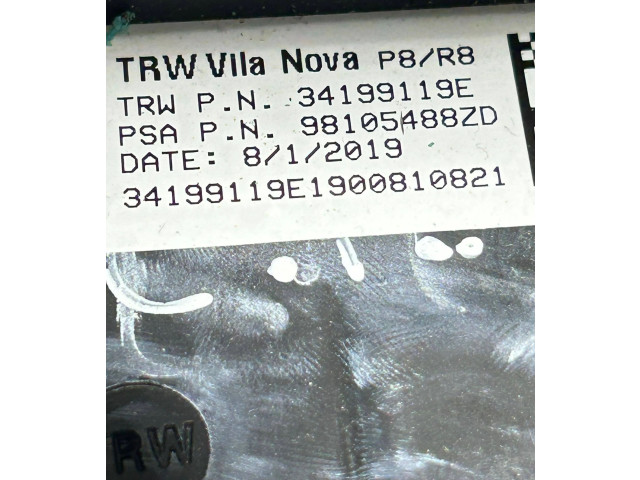 TRW Vila Nova P8/R8
TRW P.N. 34199119E
PSA P.N. 98105488ZD
DATE: 8/1/2019
34199119E1900810821
TRW